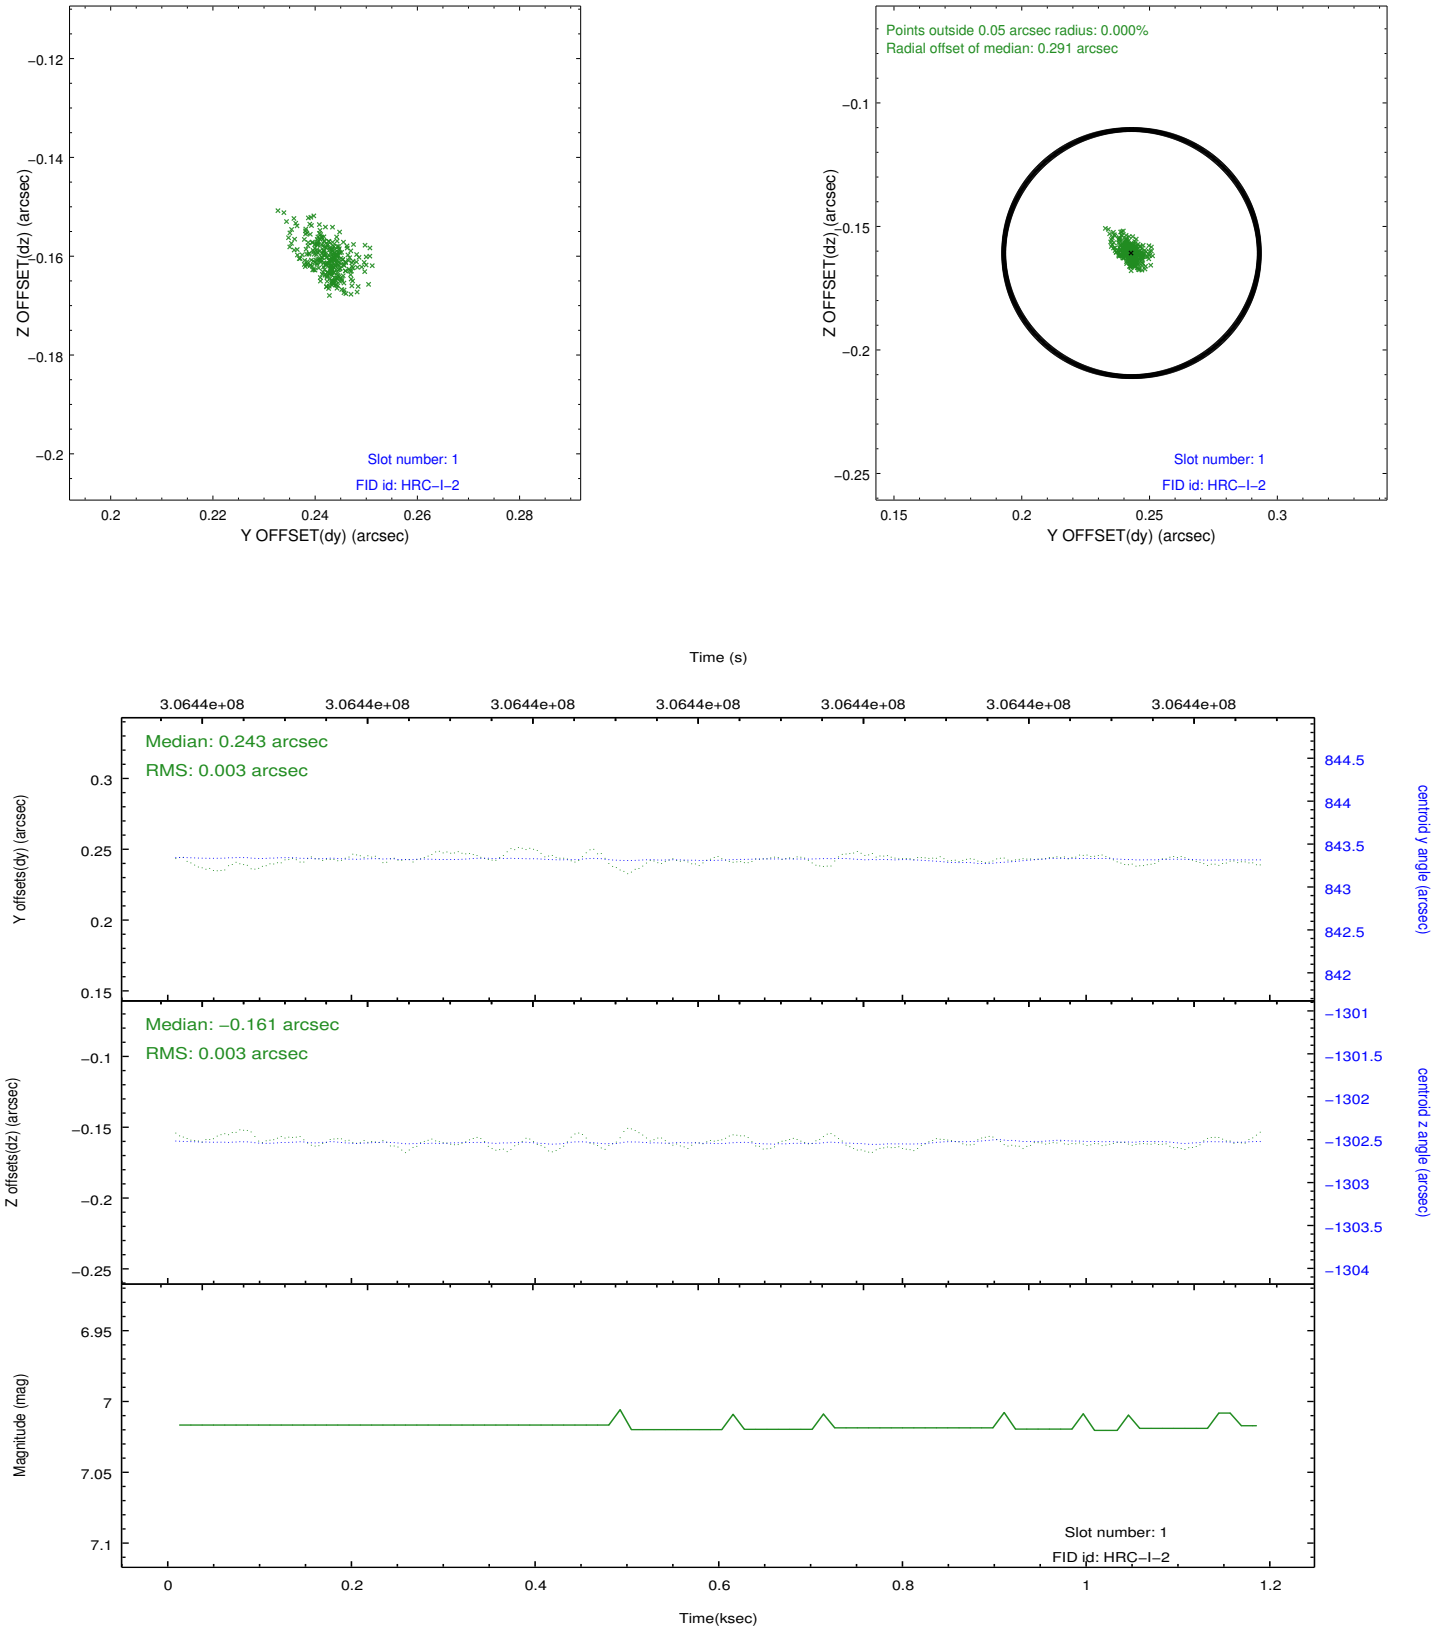 −0.12
−0.14
−0.16
−0.18
−0.2
Z OFFSET(dz) (arcsec)
Slot number: 1
FID id: HRC−I−2
0.2 0.22 0.24 0.26 0.28
Y OFFSET(dy) (arcsec)
Points outside 0.05 arcsec radius: 0.000%
Radial offset of median: 0.291 arcsec
−0.1
−0.15
−0.2
−0.25
Z OFFSET(dz) (arcsec)
Slot number: 1
FID id: HRC−I−2
0.15 0.2 0.25 0.3
Y OFFSET(dy) (arcsec)
Time (s)
3.0644e+08 3.0644e+08 3.0644e+08 3.0644e+08 3.0644e+08 3.0644e+08 3.0644e+08
Median: 0.243 arcsec
RMS: 0.003 arcsec
0.3
0.25
0.2
0.15
Y offsets(dy) (arcsec)
844.5
844
843.5
843
842.5
842
centroid y angle (arcsec)
Median: −0.161 arcsec
RMS: 0.003 arcsec
−0.1
−0.15
−0.2
−0.25
Z offsets(dz) (arcsec)
−1301
−1301.5
−1302
−1302.5
−1303
−1303.5
−1304
centroid z angle (arcsec)
6.95
7
7.05
7.1
Magnitude (mag)
Slot number: 1
FID id: HRC−I−2
0 0.2 0.4 0.6 0.8 1 1.2
Time(ksec)